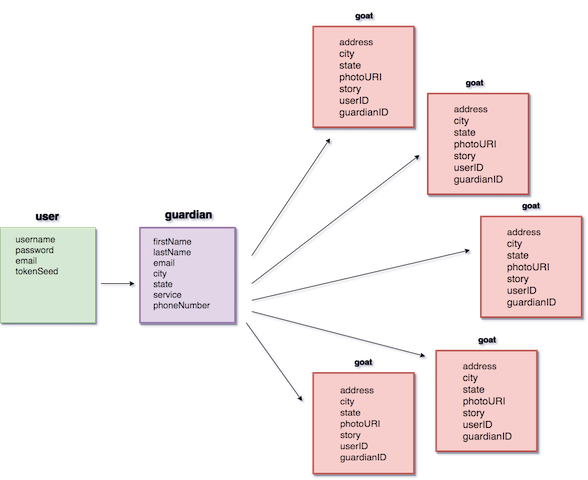 user
username
password
email
tokenSeed
guardian
firstName
lastName
email
city
state
service
phoneNumber
goat
address
city
state
photoURI
story
userID
guardianID
goat
address
city
state
photoURI
story
userID
guardianID
goat
address
city
state
photoURI
story
userID
guardianID
goat
address
city
state
photoURI
story
userID
guardianID
goat
address
city
state
photoURI
story
userID
guardianID